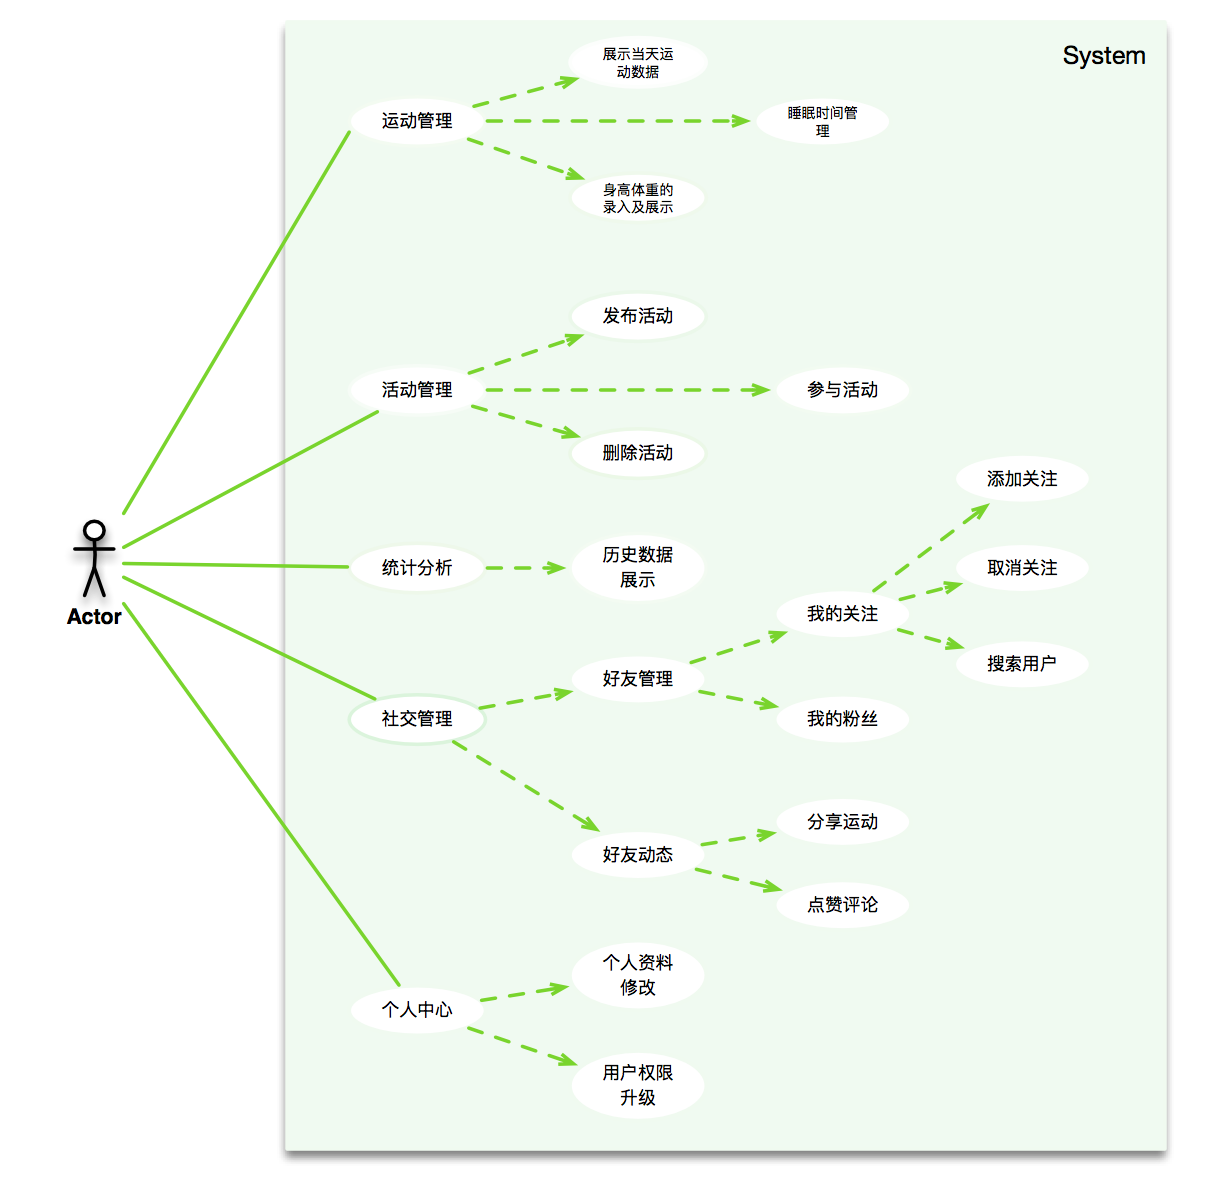 System
展示当天运
动数据
运动管理
睡眠时间管
理
身高体重的
录入及展示
发布活动
活动管理
参与活动
删除活动
添加关注
历史数据
展示
统计分析
取消关注
我的关注
Actor
搜索用户
好友管理
社交管理
我的粉丝
分享运动
好友动态
点赞评论
个人资料
修改
个人中心
用户权限
升级